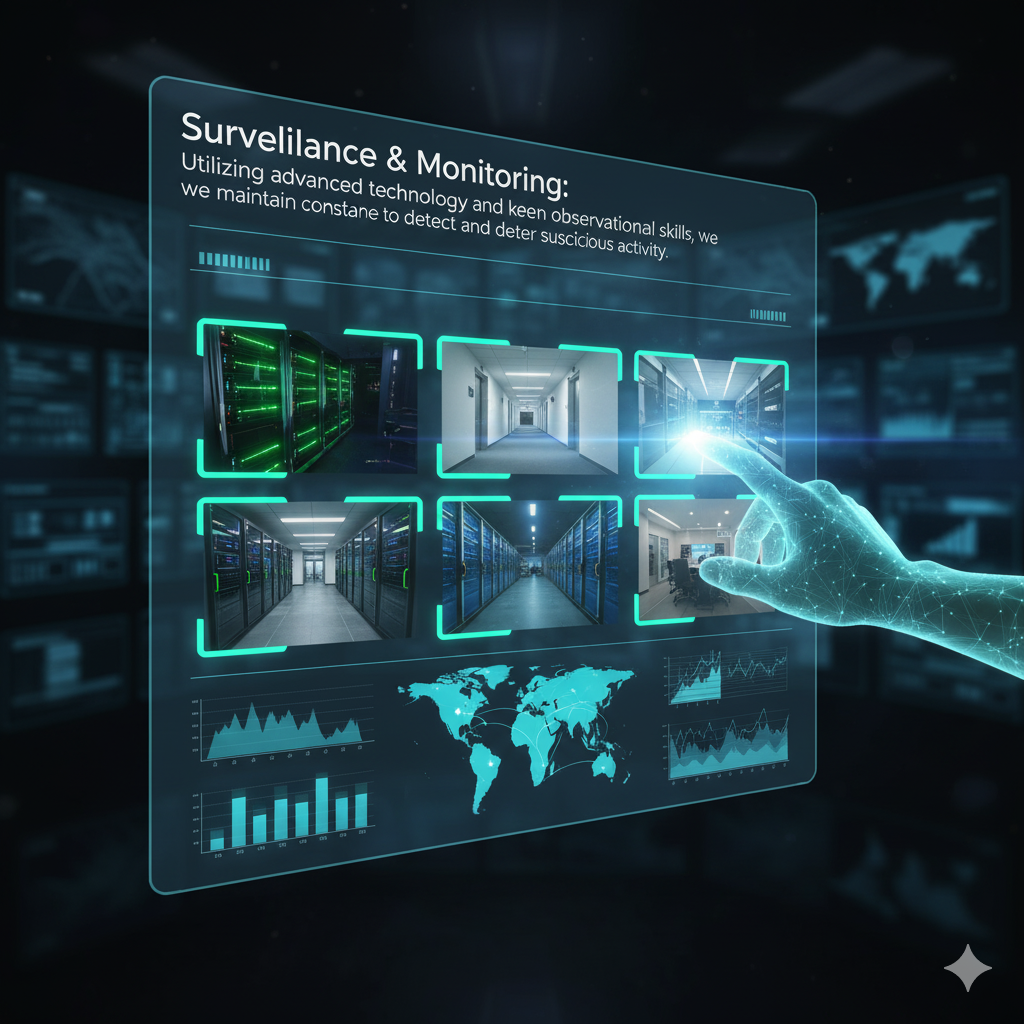 Survelilance & Monitoring:
Utilizing advanced technology and keen observational skills, we
we maintain constane to detect and deter suscicious activity.